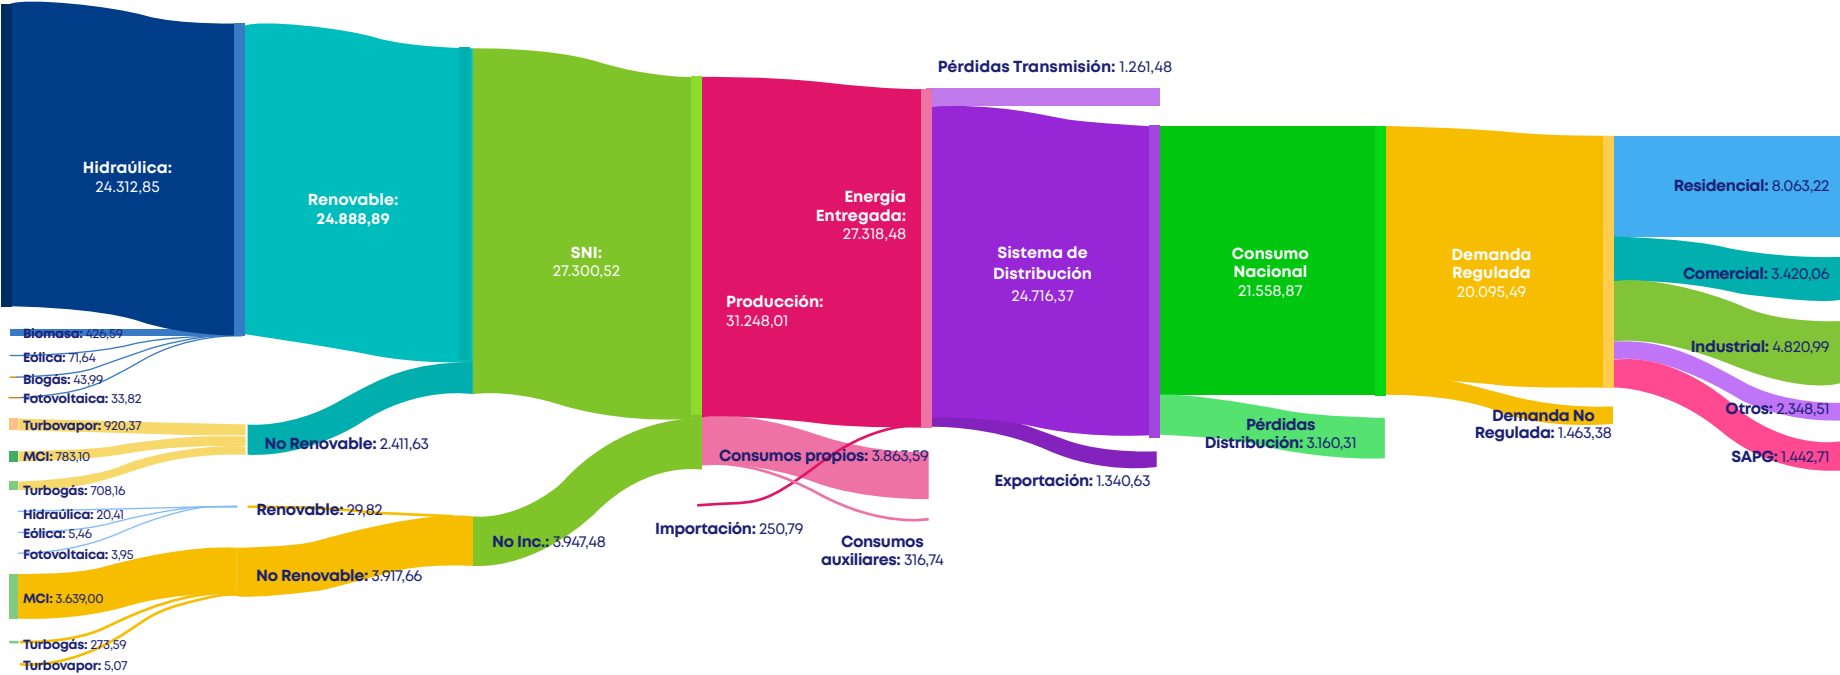 Hidraúlica:
24.312,85
Biomasa: 426,59
Eólica: 71,64
Biogás: 43,99
Fotovoltaica: 33,82
Turbovapor: 920,37
MCI: 783,10
Turbogás: 708,16
Hidraúlica: 20,41
Eólica: 5,46
Fotovoltaica: 3,95
MCI: 3.639,00
Turbogás: 273,59
Turbovapor: 5,07
Renovable:
24.888,89
No Renovable: 2.411,63
Renovable: 29,82
No Renovable: 3.917,66
SNI:
27.300,52
No Inc.: 3.947,48
Energía
Entregada:
27.318,48
Producción:
31.248,01
Consumos propios: 3.863,59
Importación: 250,79
Consumos
auxiliares: 316,74
Pérdidas Transmisión: 1.261,48
Sistema de
Distribución
24.716,37
Exportación: 1.340,63
Consumo
Nacional
21.558,87
Pérdidas
Distribución: 3.160,31
Demanda
Regulada
20.095,49
Demanda No
Regulada: 1.463,38
Residencial: 8.063,22
Comercial: 3.420,06
Industrial: 4.820,99
Otros: 2.348,51
SAPG: 1.442,71